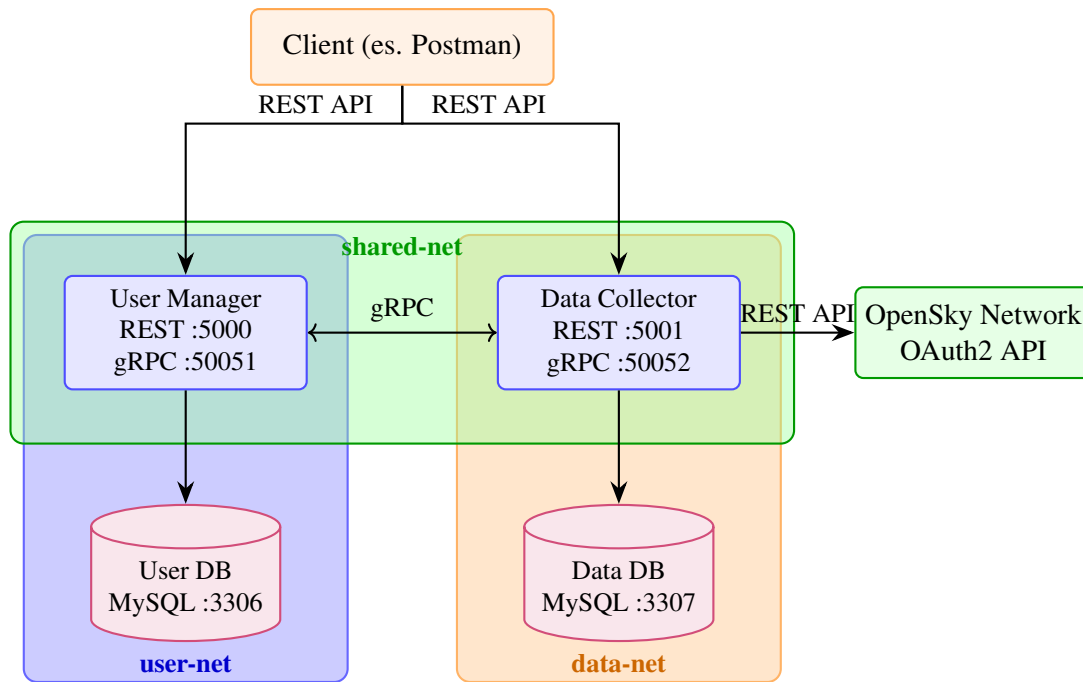 Client (es. Postman)
REST API
REST API
shared-net
User Manager
REST :5000
gRPC :50051
gRPC
Data Collector
REST :5001
gRPC :50052
REST API
OpenSky Network
OAuth2 API
User DB
MySQL :3306
Data DB
MySQL :3307
user-net
data-net